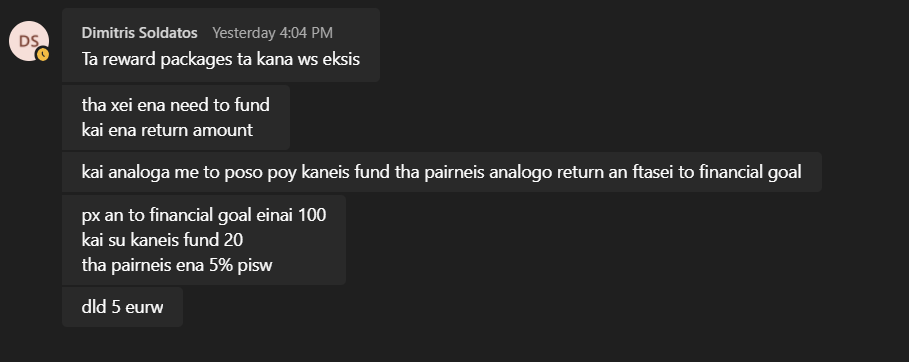 DS
Dimitris Soldatos Yesterday 4:04 PM
Ta reward packages ta kana ws eksis
tha xei ena need to fund
kai ena return amount
kai analoga me to poso poy kaneis fund tha pairneis analogo return an ftasei to financial goal
px an to financial goal einai 100
kai su kaneis fund 20
tha pairneis ena 5% pisw
dld 5 eurw